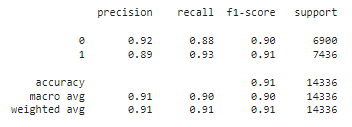 precision recall f1-score support
0 0.92 0.88 0.90 6900
1 0.89 0.93 0.91 7436
accuracy 0.91 14336
macro avg 0.91 0.90 0.90 14336
weighted avg 0.91 0.91 0.91 14336